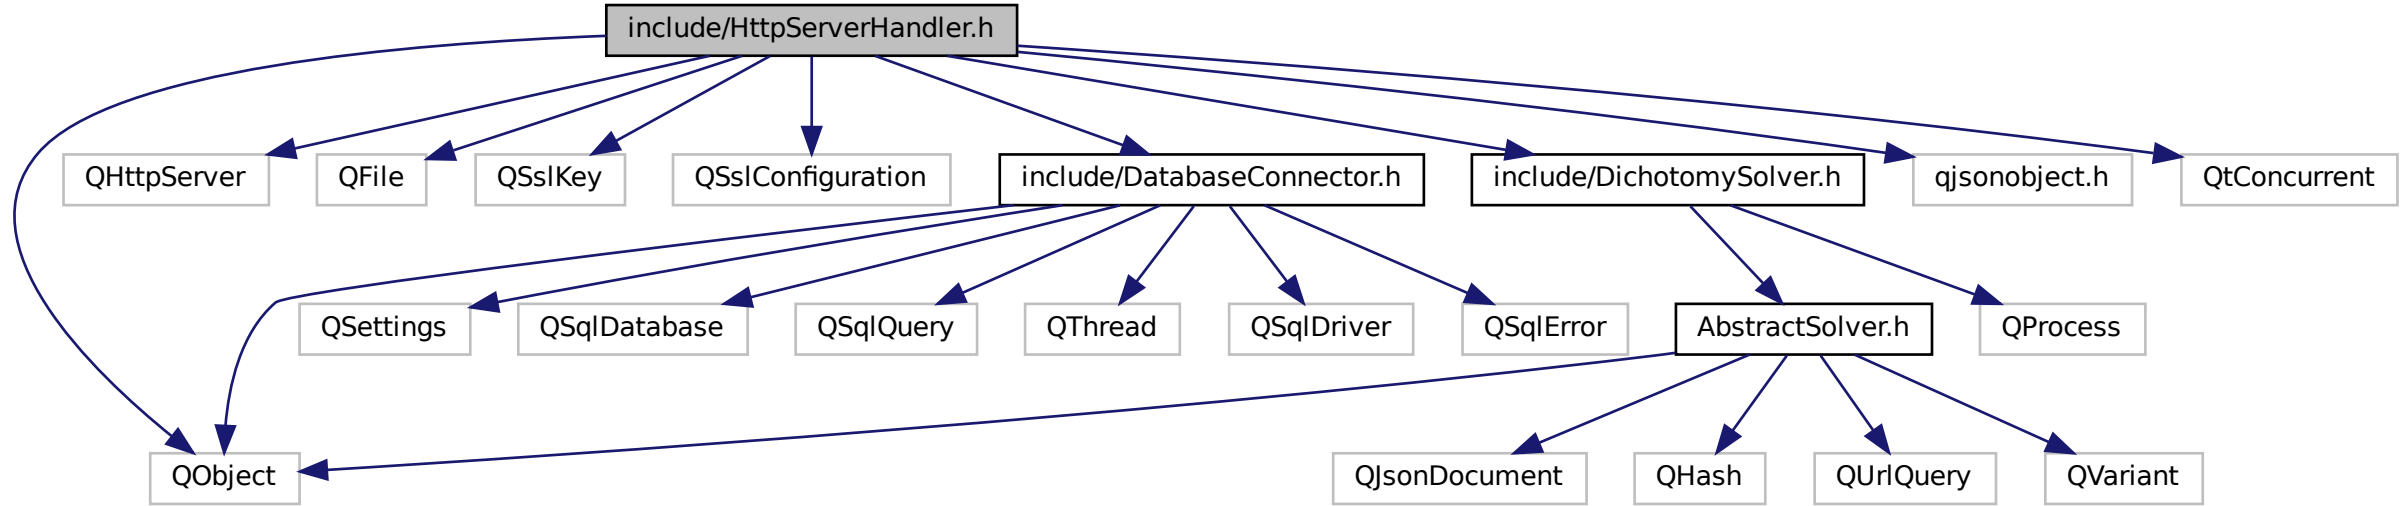 include/HttpServerHandler.h
QHttpServer
QFile
QSslKey
QSslConfiguration
include/DatabaseConnector.h
include/DichotomySolver.h
qjsonobject.h
QtConcurrent
QSettings
QSqlDatabase
QSqlQuery
QThread
QSqlDriver
QSqlError
AbstractSolver.h
QProcess
QObject
QJsonDocument
QHash
QUrlQuery
QVariant